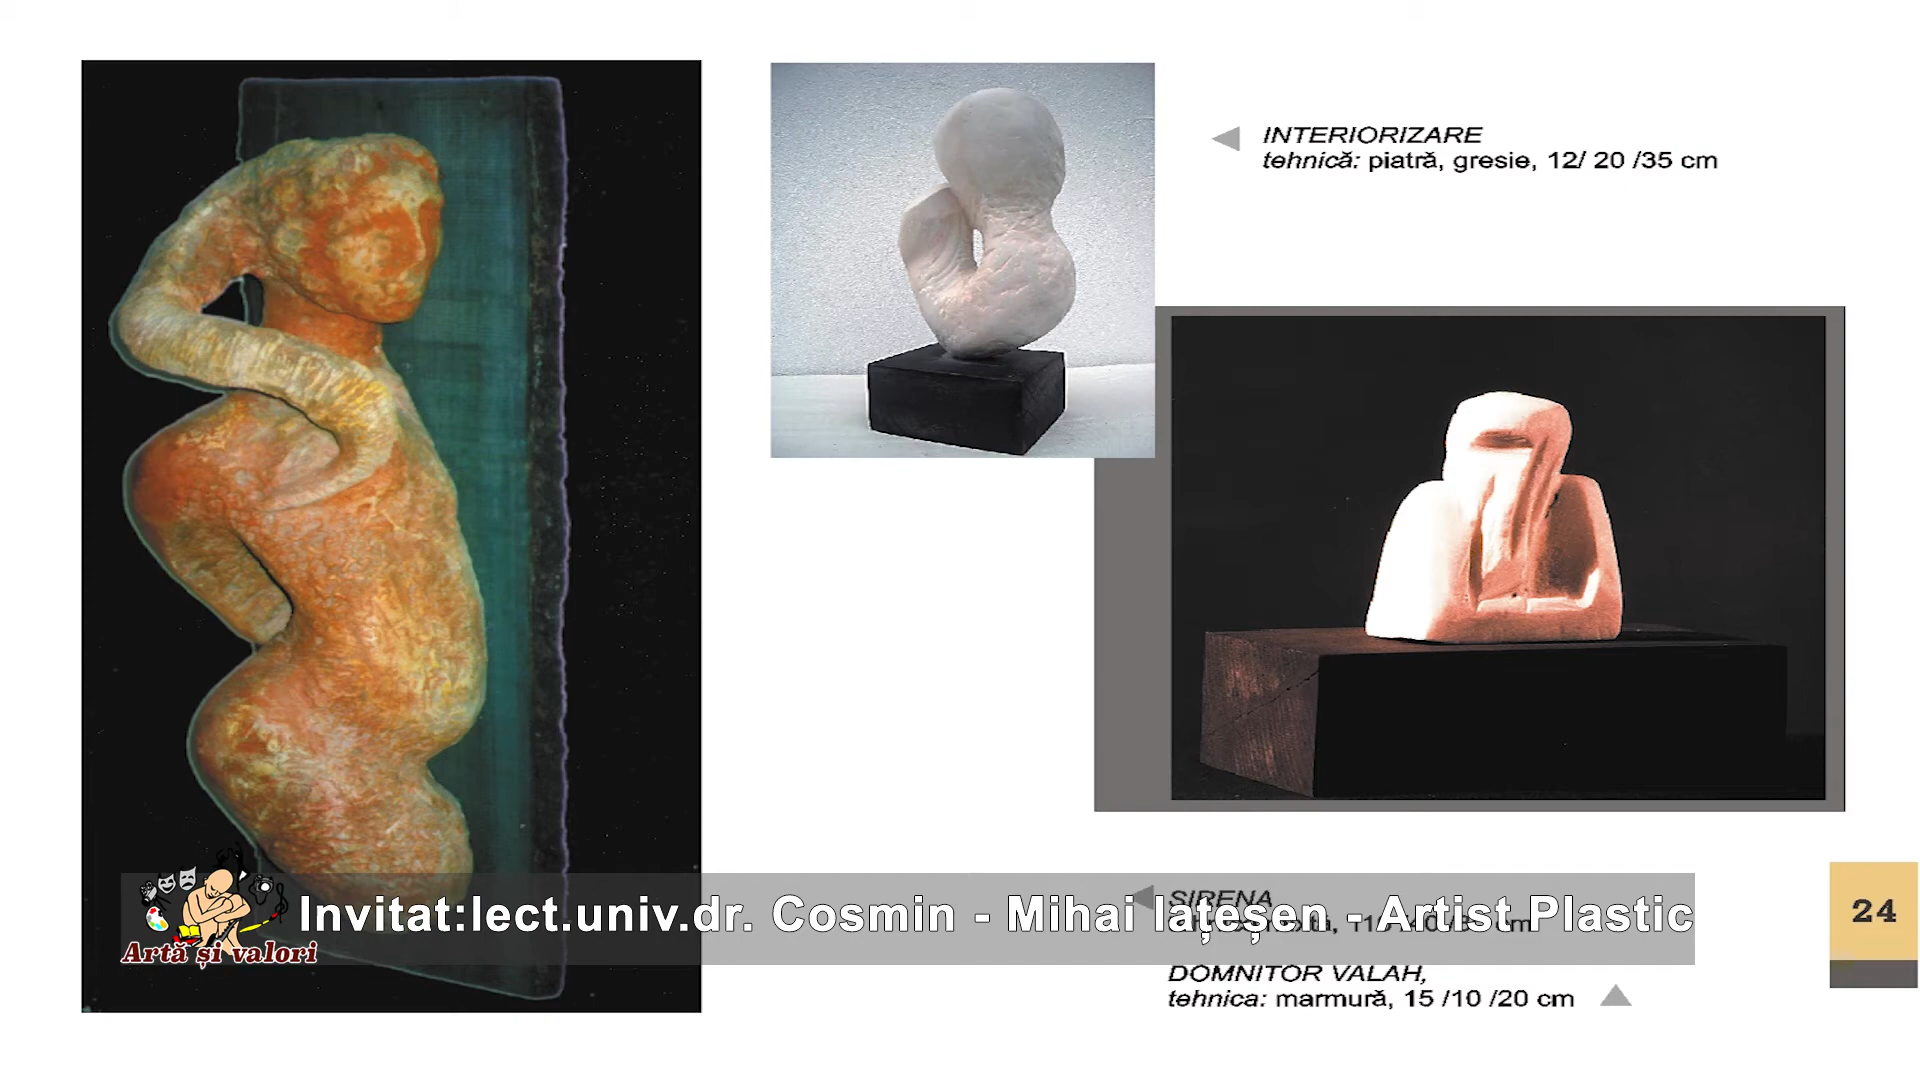 INTERIORIZARE
tehnică: piatră, gresie, 12/ 20 /35 cm
SIRENA
Invitat:lect.univ.dr. Cosmin - Mihai Iațeșen - Artist Plastic
Artă și valori
24
DOMNITOR VALAH,
tehnica: marmură, 15 /10 /20 cm